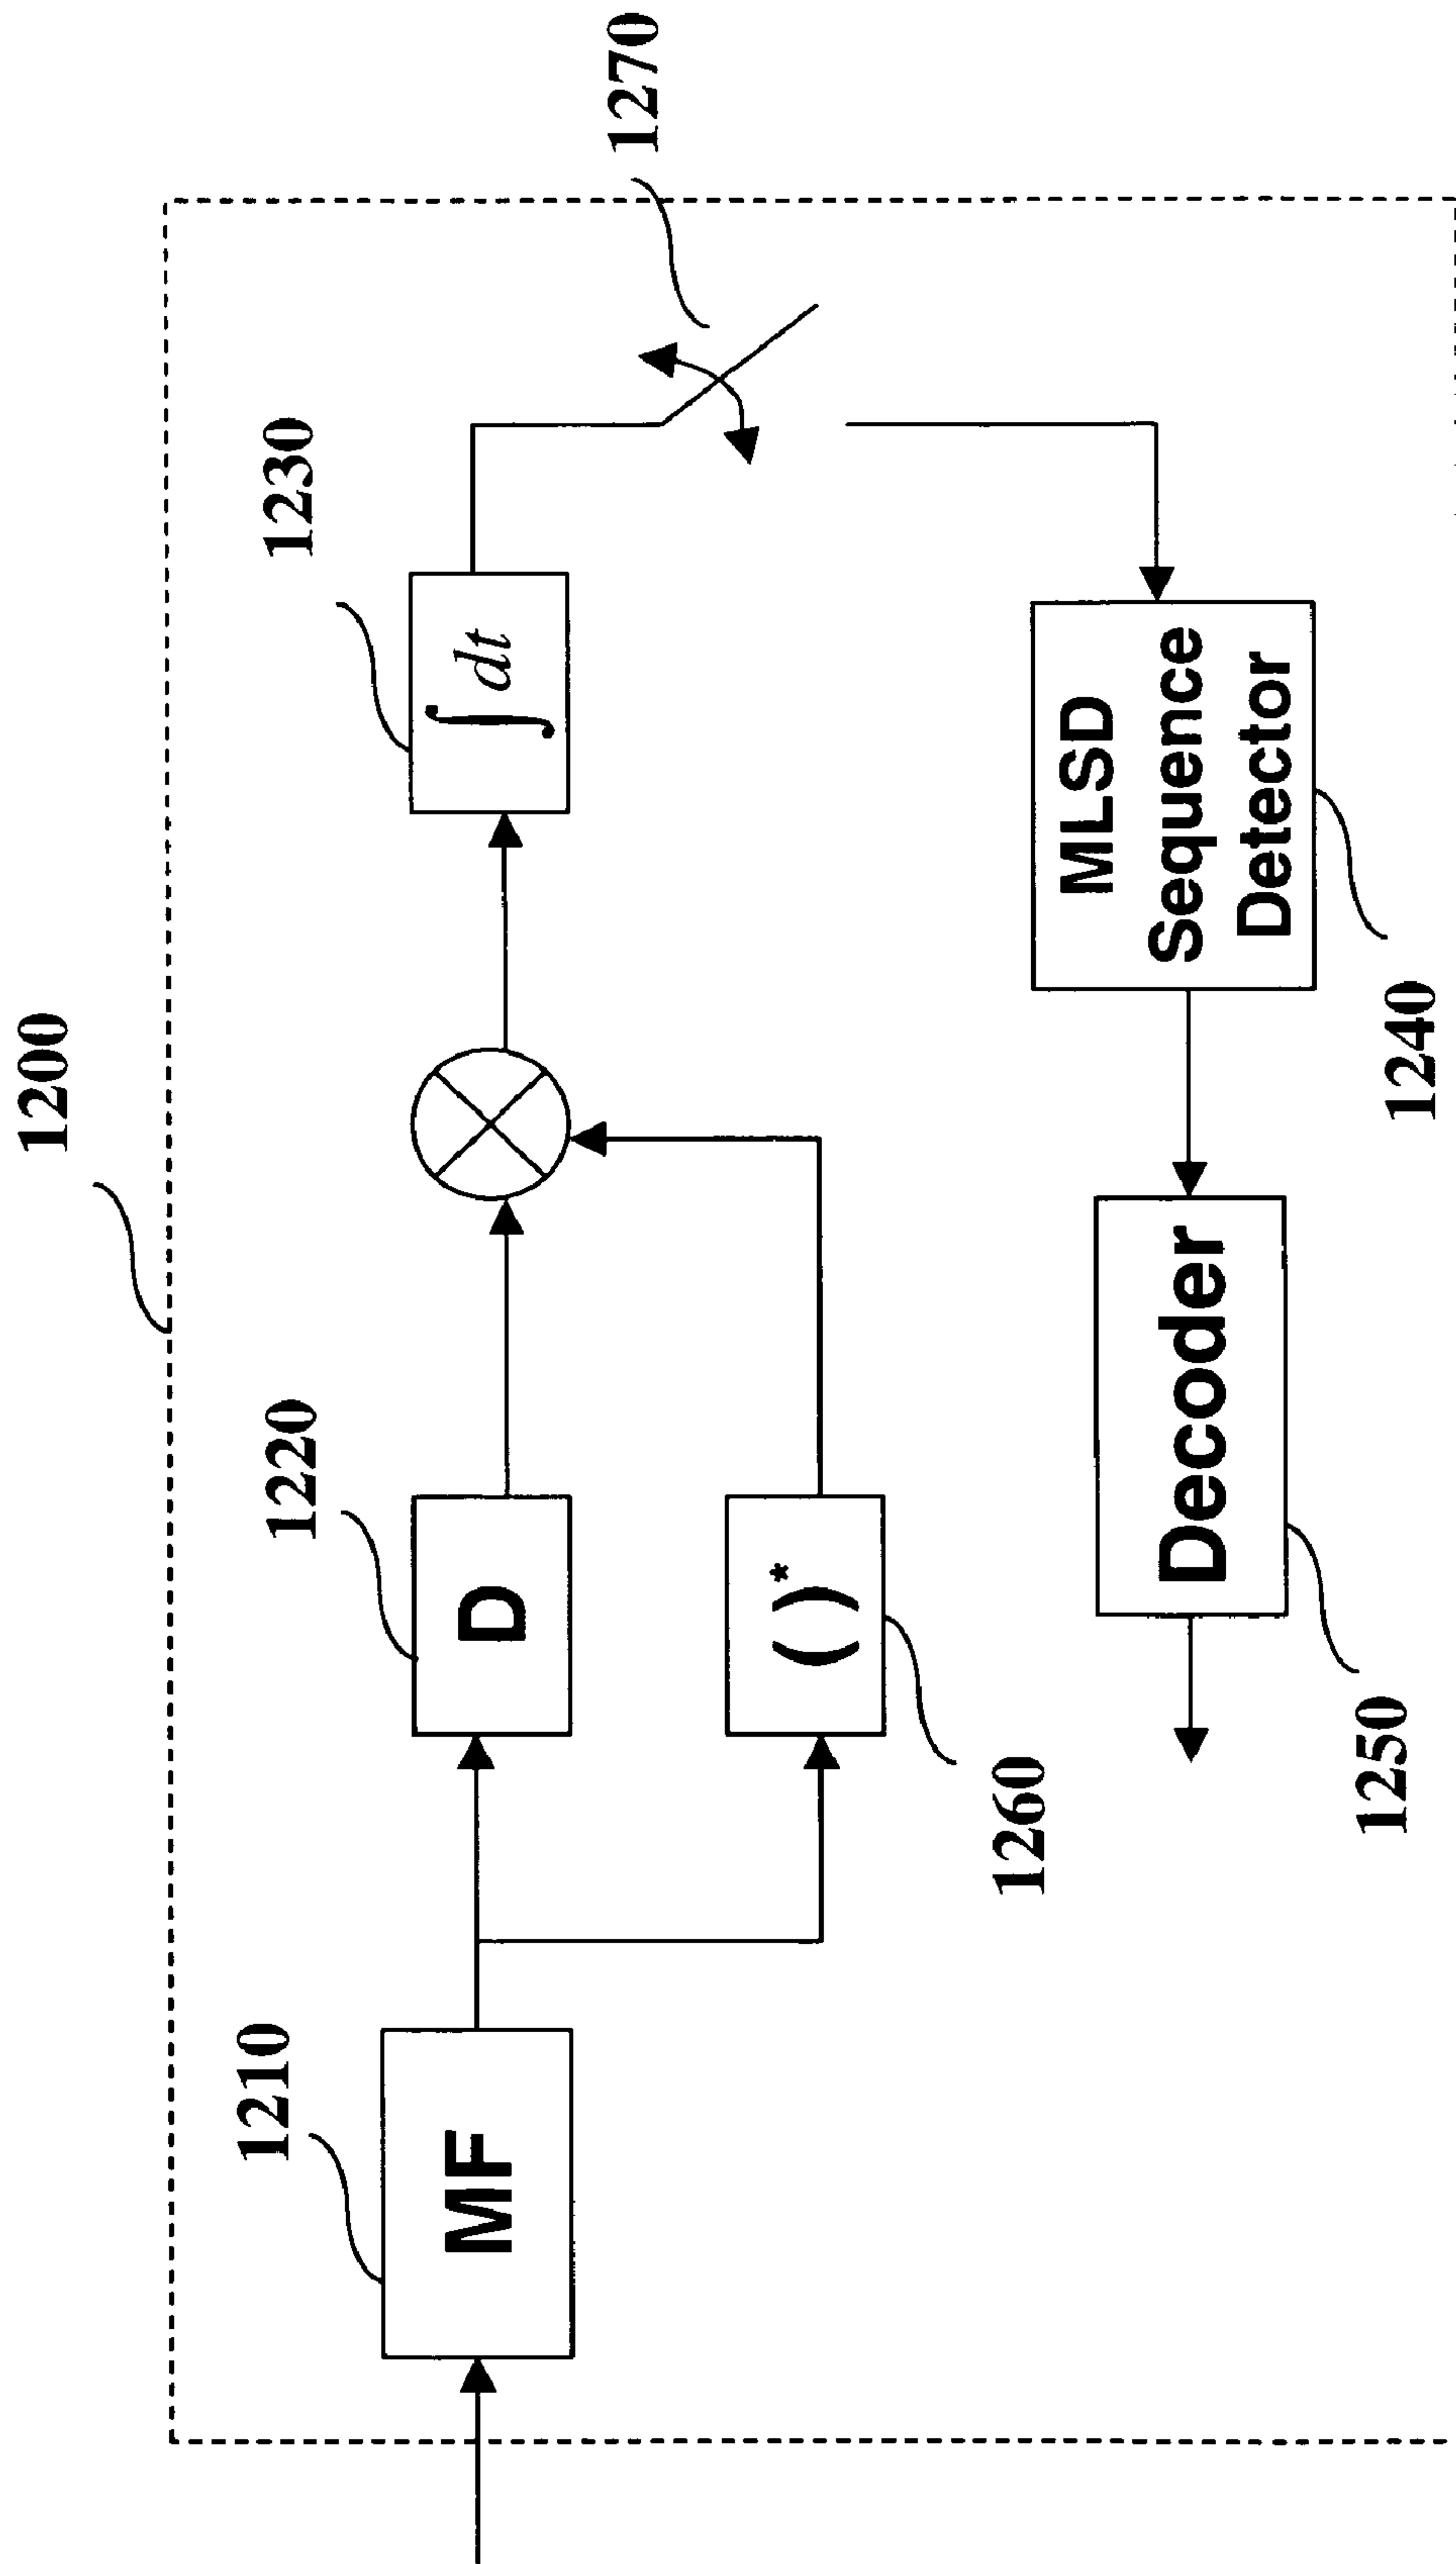 1200
1210
MF
1220
D
1230
∫ dt
1270
1260
( )*
1250
Decoder
1240
MLSD
Sequence
Detector